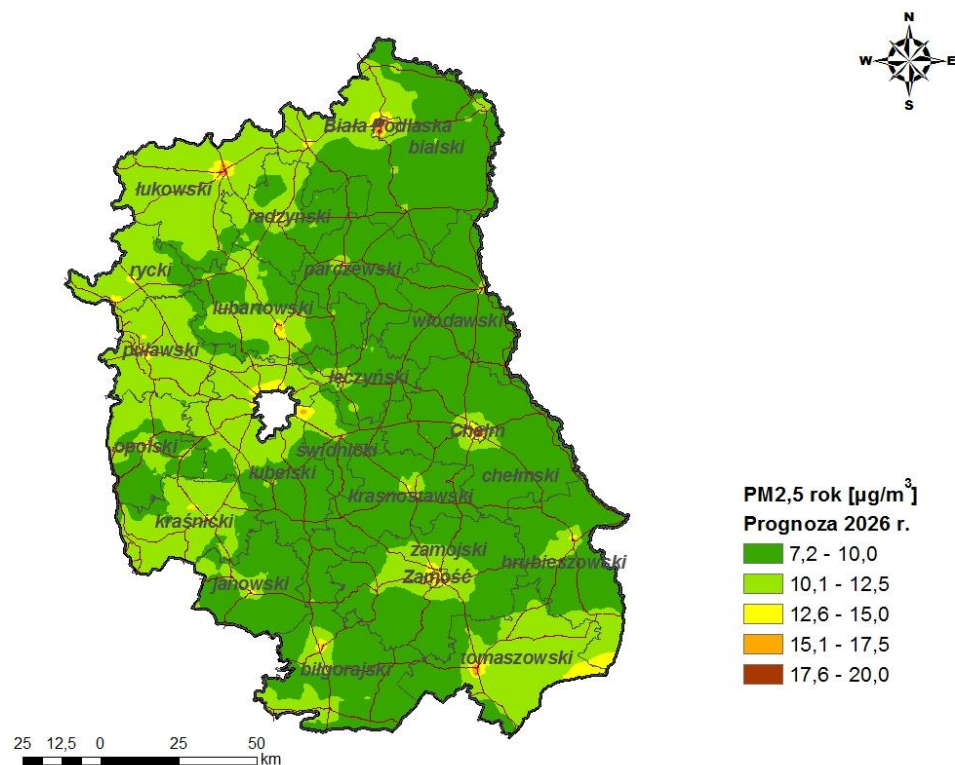 N
W E
S
Biała Podlaska
bialski
łukowski
radzyński
rycki
parczewski
lubartowski
włodawski
puławski
łęczyński
Chełm
opolski
świdnicki
lubelski
chełmski
krasnostawski
kraśnicki
zamojski
hrubieszowski
Zamość
janowski
tomaszowski
biłgorajski
PM2,5 rok [µg/m³]
Prognoza 2026 r.
7,2 - 10,0
10,1 - 12,5
12,6 - 15,0
15,1 - 17,5
17,6 - 20,0
25 12,5 0 25 50
km